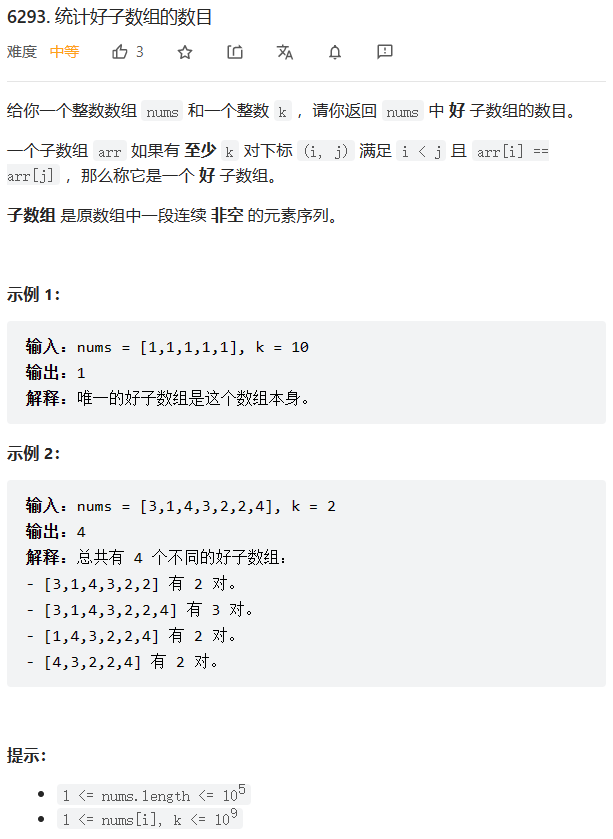 6293. 统计好子数组的数目
难度 中等 3
给你一个整数数组 nums 和一个整数 k ，请你返回 nums 中 好 子数组的数目。
一个子数组 arr 如果有 至少 k 对下标 (i, j) 满足 i < j 且 arr[i] ==
arr[j] ，那么称它是一个 好 子数组。
子数组 是原数组中一段连续 非空 的元素序列。
示例 1：
输入：nums = [1,1,1,1,1], k = 10
输出：1
解释：唯一的好子数组是这个数组本身。
示例 2：
输入：nums = [3,1,4,3,2,2,4], k = 2
输出：4
解释：总共有 4 个不同的好子数组：
- [3,1,4,3,2,2] 有 2 对。
- [3,1,4,3,2,2,4] 有 3 对。
- [1,4,3,2,2,4] 有 2 对。
- [4,3,2,2,4] 有 2 对。
提示：
• 1 <= nums.length <= 10⁵
• 1 <= nums[i], k <= 10⁹